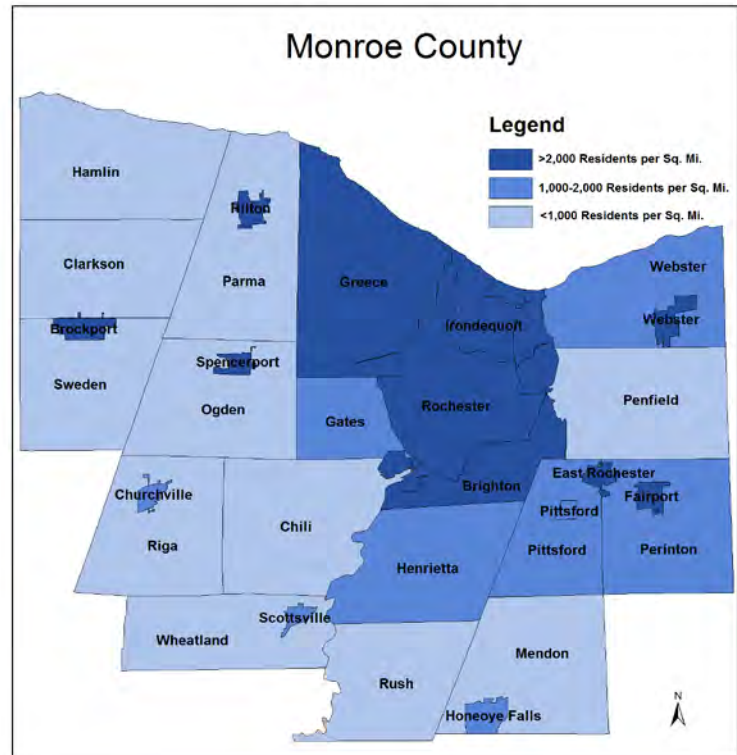 Monroe County
Legend
>2,000 Residents per Sq. Mi.
1,000-2,000 Residents per Sq. Mi.
<1,000 Residents per Sq. Mi.
Hamlin
Hilton
Clarkson
Webster
Parma
Greece
Irondequoit
Webster
Brockport
Spencerport
Sweden
Ogden
Rochester
Penfield
Gates
East Rochester
Brighton
Churchville
Fairport
Pittsford
Chili
Riga
Henrietta
Pittsford
Perinton
Scottsville
Wheatland
Mendon
Rush
Honeoye Falls
N